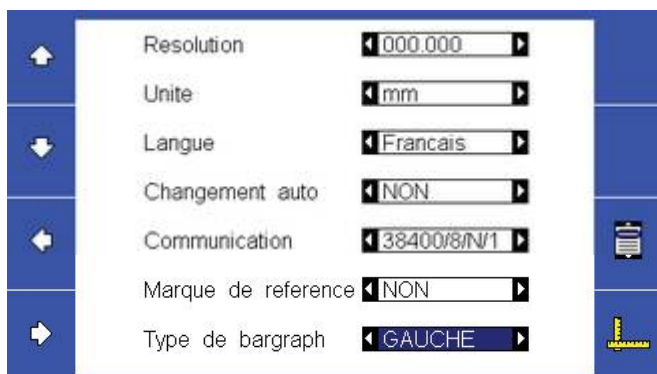 Resolution 000.000
Unite mm
Langue Francais
Changement auto NON
Communication 38400/8/N/1
Marque de reference NON
Type de bargraph GAUCHE